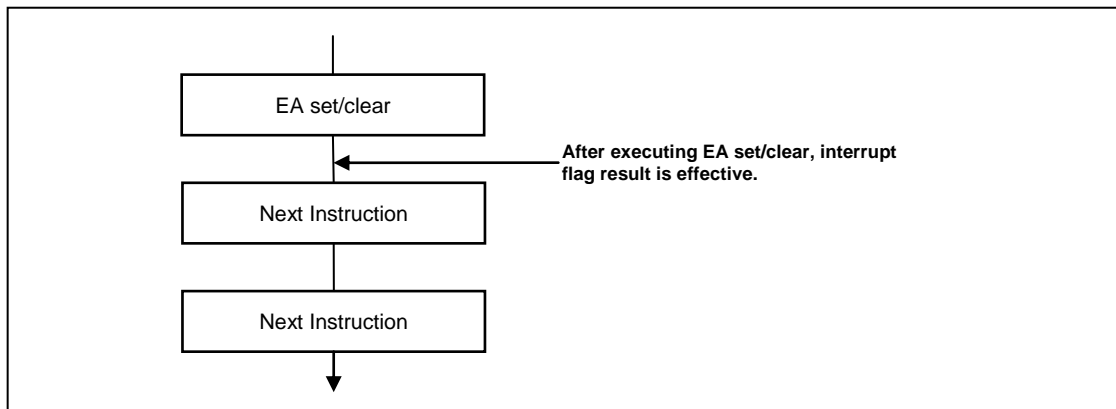 EA set/clear
After executing EA set/clear, interrupt
flag result is effective.
Next Instruction
Next Instruction